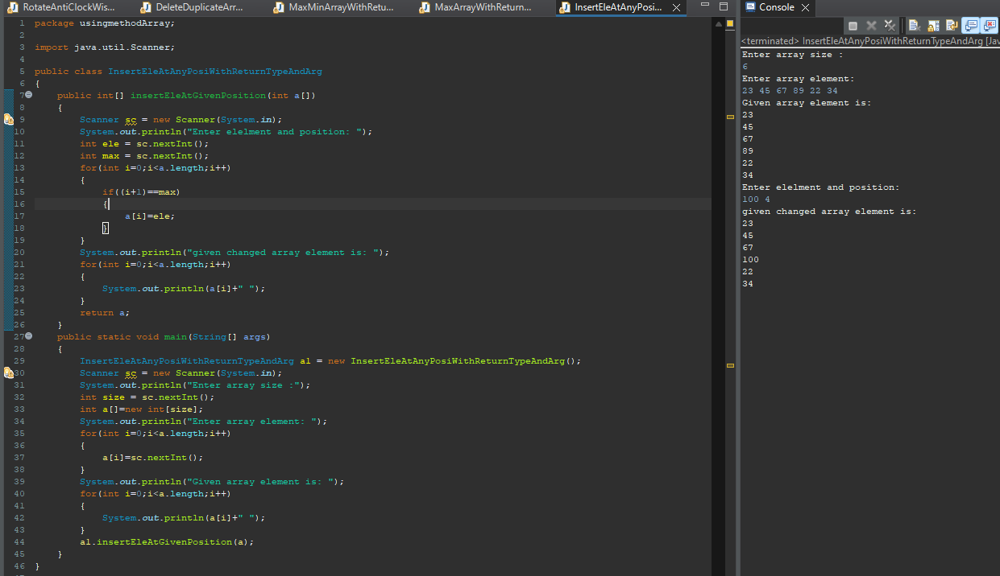 RotateAntiClockWis... DeleteDuplicateArr... MaxMinArrayWithRetu... MaxArrayWithReturn... InsertEleAtAnyPosi...
1 package usingmethodArray;
2
3 import java.util.Scanner;
4
5 public class InsertEleAtAnyPosiWithReturnTypeAndArg
6 {
7 public int[] insertEleAtGivenPosition(int a[])
8 {
9 Scanner sc = new Scanner(System.in);
10 System.out.println("Enter elelment and position: ");
11 int ele = sc.nextInt();
12 int max = sc.nextInt();
13 for(int i=0;i<a.length;i++)
14 {
15 if((i+1)==max)
16 {
17 a[i]=ele;
18 }
19 }
20 System.out.println("given changed array element is: ");
21 for(int i=0;i<a.length;i++)
22 {
23 System.out.println(a[i]+" ");
24 }
25 return a;
26 }
27 public static void main(String[] args)
28 {
29 InsertEleAtAnyPosiWithReturnTypeAndArg al = new InsertEleAtAnyPosiWithReturnTypeAndArg();
30 Scanner sc = new Scanner(System.in);
31 System.out.println("Enter array size :");
32 int size = sc.nextInt();
33 int a[]=new int[size];
34 System.out.println("Enter array element: ");
35 for(int i=0;i<a.length;i++)
36 {
37 a[i]=sc.nextInt();
38 }
39 System.out.println("Given array element is: ");
40 for(int i=0;i<a.length;i++)
41 {
42 System.out.println(a[i]+" ");
43 }
44 al.insertEleAtGivenPosition(a);
45 }
46 }
Console
<terminated> InsertEleAtAnyPosiWithReturnTypeAndArg [Jav
Enter array size :
6
Enter array element:
23 45 67 89 22 34
Given array element is:
23
45
67
89
22
34
Enter elelment and position:
100 4
given changed array element is:
23
45
67
100
22
34